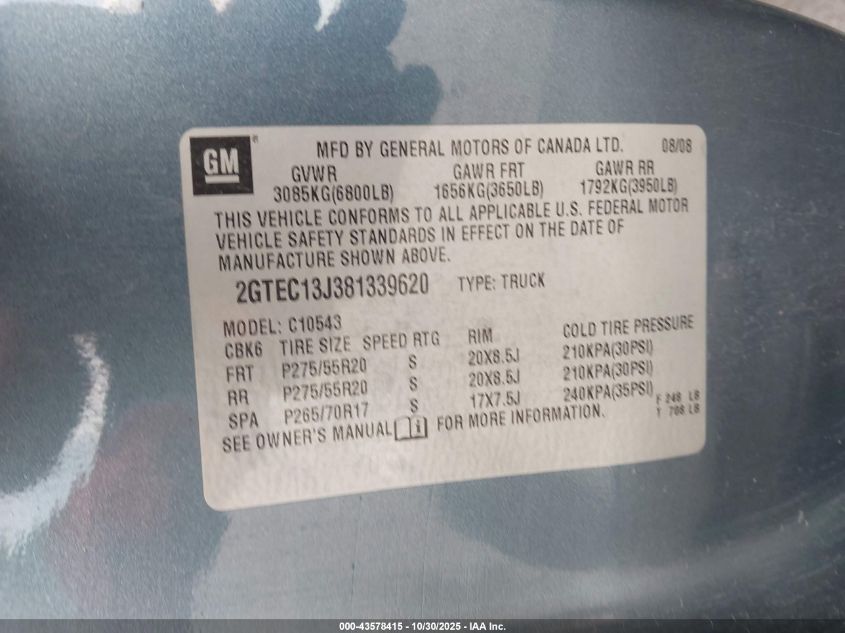 GM
®
MFD BY GENERAL MOTORS OF CANADA LTD. 08/08
GVWR GAWR FRT GAWR RR
3085KG(6800LB) 1656KG(3650LB) 1792KG(3950LB)
THIS VEHICLE CONFORMS TO ALL APPLICABLE U.S. FEDERAL MOTOR
VEHICLE SAFETY STANDARDS IN EFFECT ON THE DATE OF
MANUFACTURE SHOWN ABOVE.
2GTEC13J381339620 TYPE: TRUCK
MODEL: C10543
CBK6 TIRE SIZE SPEED RTG RIM COLD TIRE PRESSURE
FRT P275/55R20 S 20X8.5J 210KPA(30PSI)
RR P275/55R20 S 20X8.5J 210KPA(30PSI)
SPA P265/70R17 S 17X7.5J 240KPA(35PSI) F 248 LB
T 708 LB
SEE OWNER'S MANUAL FOR MORE INFORMATION.
000-43578415 - 10/30/2025 - IAA Inc.